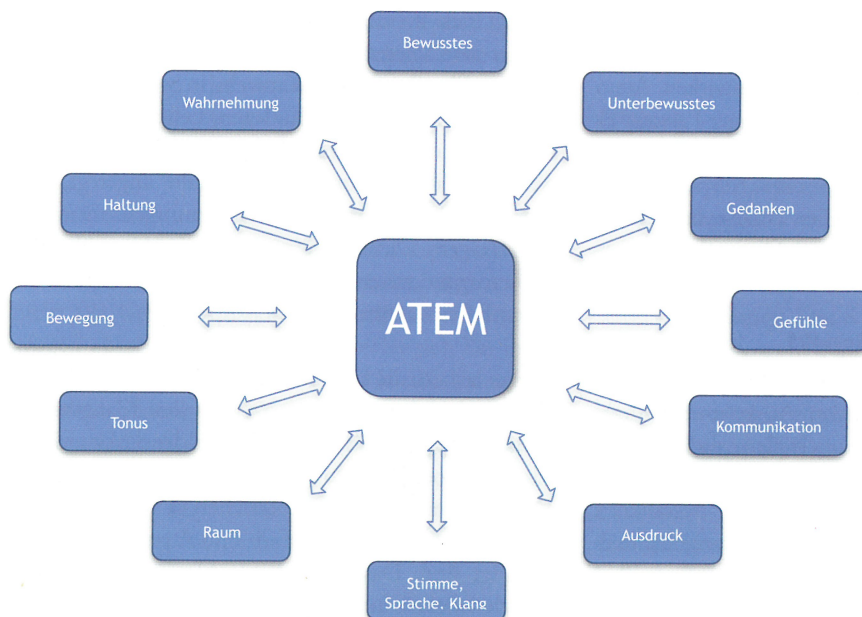 Bewusstes
Wahrnehmung
Unterbewusstes
Haltung
Gedanken
ATEM
Bewegung
Gefühle
Tonus
Kommunikation
Raum
Ausdruck
Stimme,
Sprache, Klang